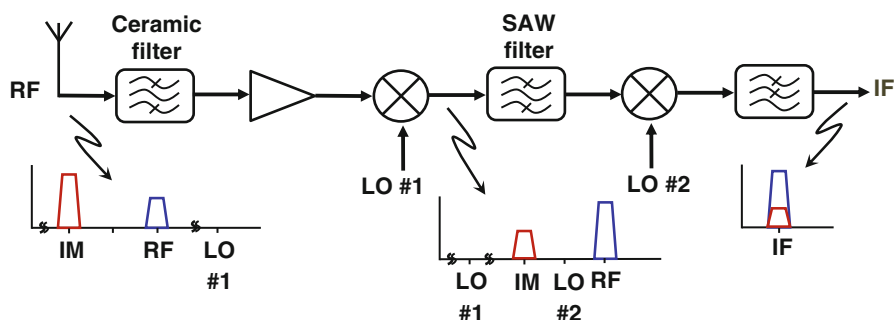 Ceramic
filter
SAW
filter
RF
IF
LO #1
LO #2
IM
RF
LO
#1
LO
#1
IM
LO
#2
RF
IF